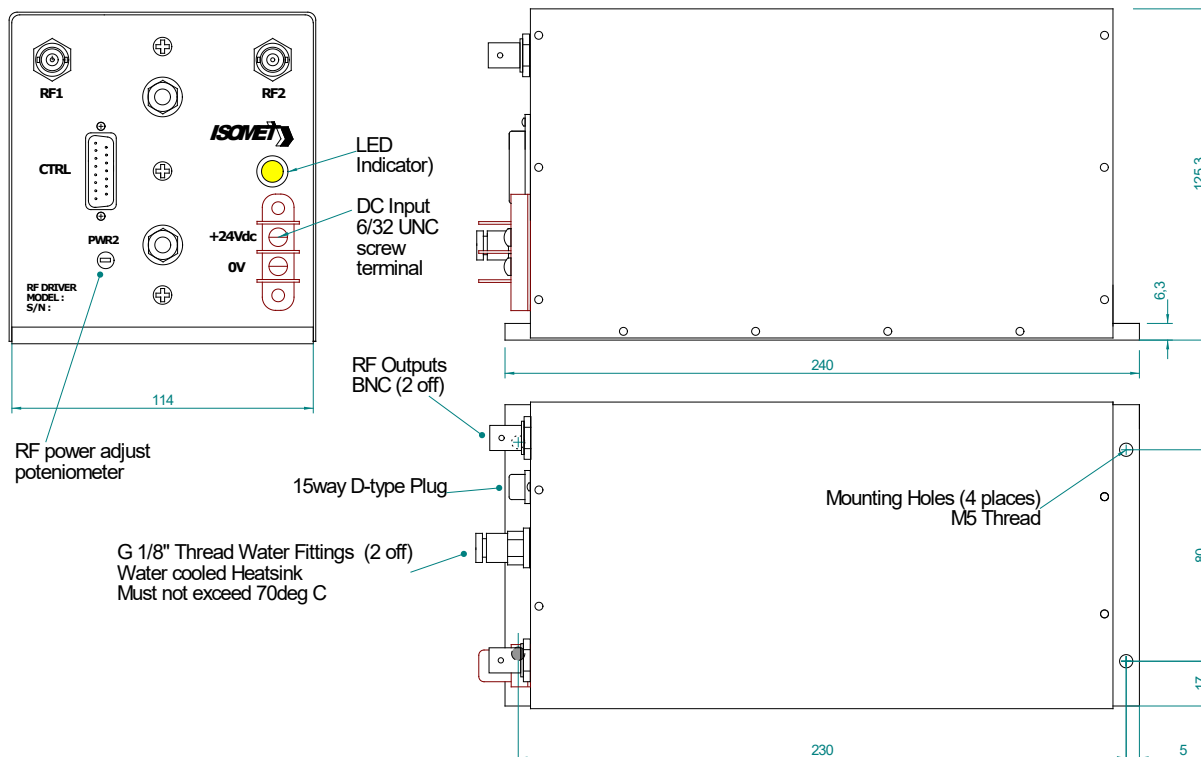 RF1
RF2
ISOMET
CTRL
PWR2
+24Vdc
0V
RF DRIVER
MODEL :
S/N :
LED
Indicator)
DC Input
6/32 UNC
screw
terminal
114
RF power adjust
poteniometer
125,3
6,3
240
RF Outputs
BNC (2 off)
15way D-type Plug
G 1/8" Thread Water Fittings (2 off)
Water cooled Heatsink
Must not exceed 70deg C
Mounting Holes (4 places)
M5 Thread
80
17
230
5